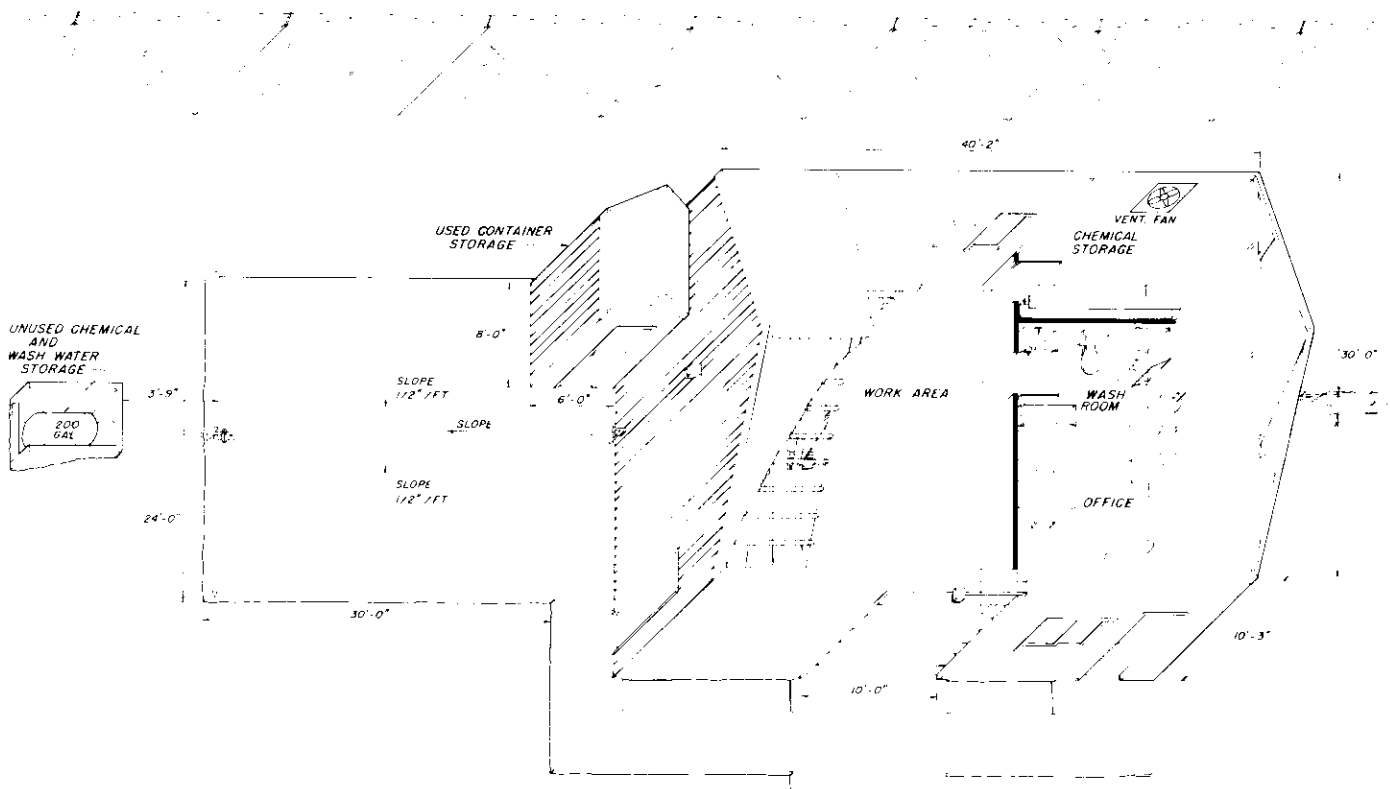 40'-2"
VENT. FAN
CHEMICAL
STORAGE
USED CONTAINER
STORAGE
UNUSED CHEMICAL
AND
WASH WATER
STORAGE
8'-0"
30'-0"
3'-9"
SLOPE
1/2" /FT
6'-0"
WORK AREA
WASH
ROOM
200
GAL
SLOPE
SLOPE
1/2" /FT
OFFICE
24'-0"
30'-0"
10'-3"
10'-0"